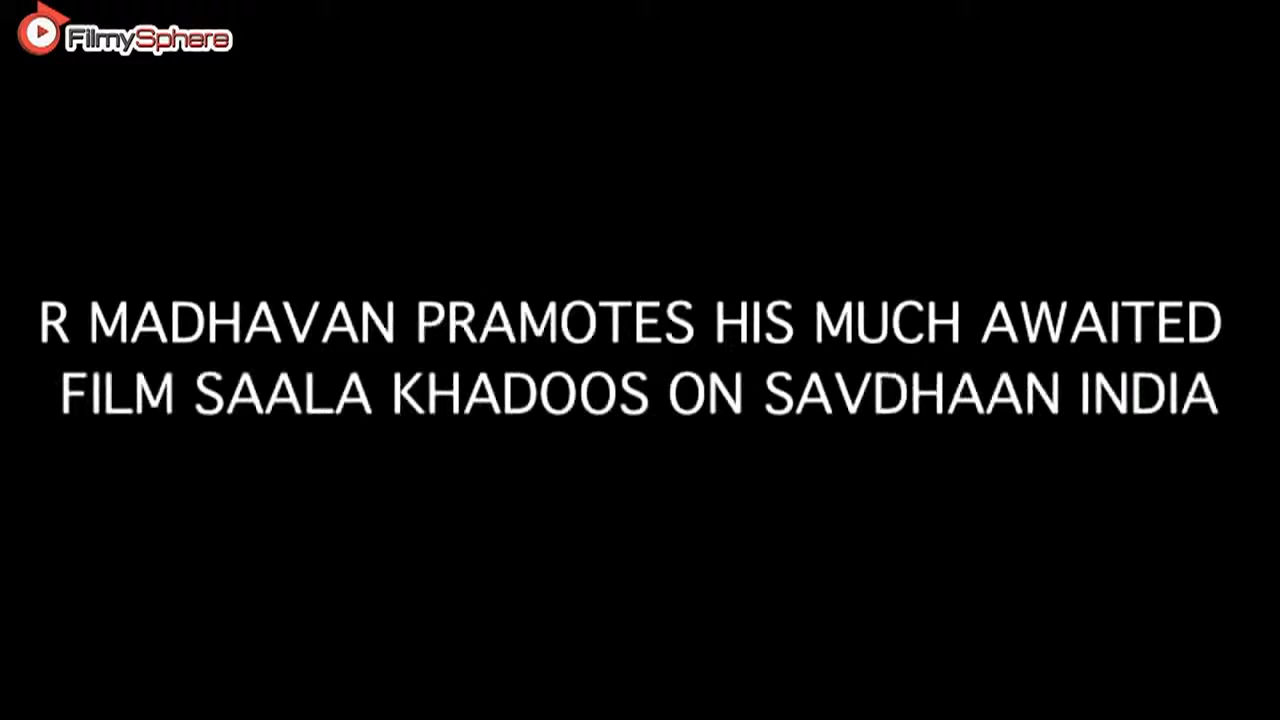 FilmySphere
R MADHAVAN PRAMOTES HIS MUCH AWAITED
FILM SAALA KHADOOS ON SAVDHAAN INDIA